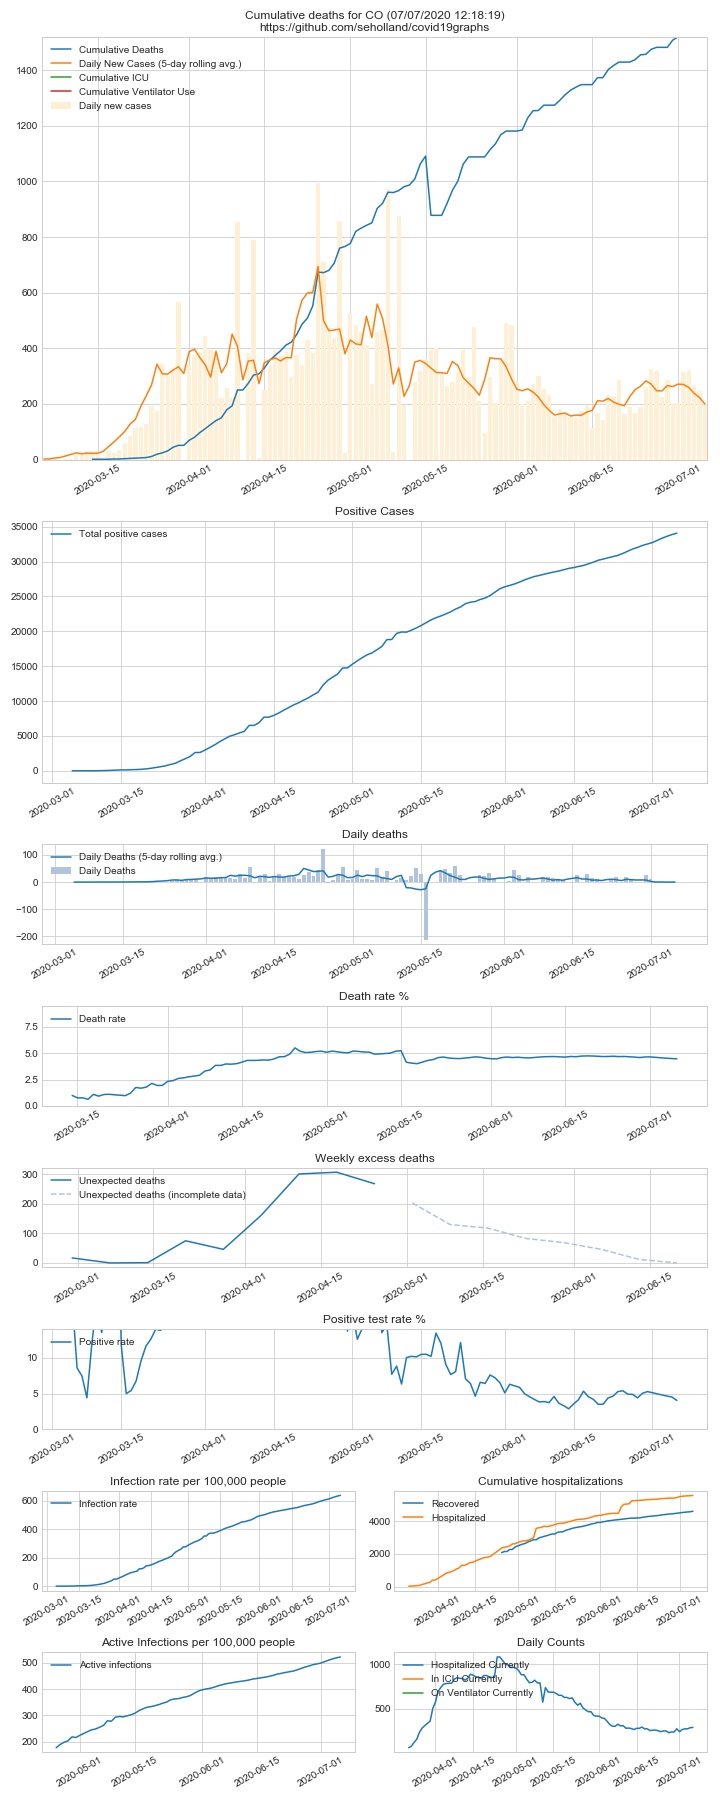 Cumulative deaths for CO (07/07/2020 12:18:19)
https://github.com/seholland/covid19graphs
Cumulative Deaths
Daily New Cases (5-day rolling avg.)
Cumulative ICU
Cumulative Ventilator Use
Daily new cases
1400
1200
1000
800
600
400
200
0
2020-03-15 2020-04-01 2020-04-15 2020-05-01 2020-05-15 2020-06-01 2020-06-15 2020-07-01
Positive Cases
Total positive cases
35000
30000
25000
20000
15000
10000
5000
0
2020-03-01 2020-03-15 2020-04-01 2020-04-15 2020-05-01 2020-05-15 2020-06-01 2020-06-15 2020-07-01
Daily deaths
Daily Deaths (5-day rolling avg.)
Daily Deaths
100
0
−100
−200
2020-03-01 2020-03-15 2020-04-01 2020-04-15 2020-05-01 2020-05-15 2020-06-01 2020-06-15 2020-07-01
Death rate %
Death rate
7.5
5.0
2.5
0.0
2020-03-15 2020-04-01 2020-04-15 2020-05-01 2020-05-15 2020-06-01 2020-06-15 2020-07-01
Weekly excess deaths
Unexpected deaths
Unexpected deaths (incomplete data)
300
200
100
0
2020-03-01 2020-03-15 2020-04-01 2020-04-15 2020-05-01 2020-05-15 2020-06-01 2020-06-15
Positive test rate %
Positive rate
10
5
0
2020-03-01 2020-03-15 2020-04-01 2020-04-15 2020-05-01 2020-05-15 2020-06-01 2020-06-15 2020-07-01
Infection rate per 100,000 people
Infection rate
600
400
200
0
2020-03-01 2020-03-15 2020-04-01 2020-04-15 2020-05-01 2020-05-15 2020-06-01 2020-06-15 2020-07-01
Cumulative hospitalizations
Recovered
Hospitalized
4000
2000
0
2020-04-01 2020-04-15 2020-05-01 2020-05-15 2020-06-01 2020-06-15 2020-07-01
Active Infections per 100,000 people
Active infections
500
400
300
200
2020-05-01 2020-05-15 2020-06-01 2020-06-15 2020-07-01
Daily Counts
Hospitalized Currently
In ICU Currently
On Ventilator Currently
1000
500
2020-04-01 2020-04-15 2020-05-01 2020-05-15 2020-06-01 2020-06-15 2020-07-01